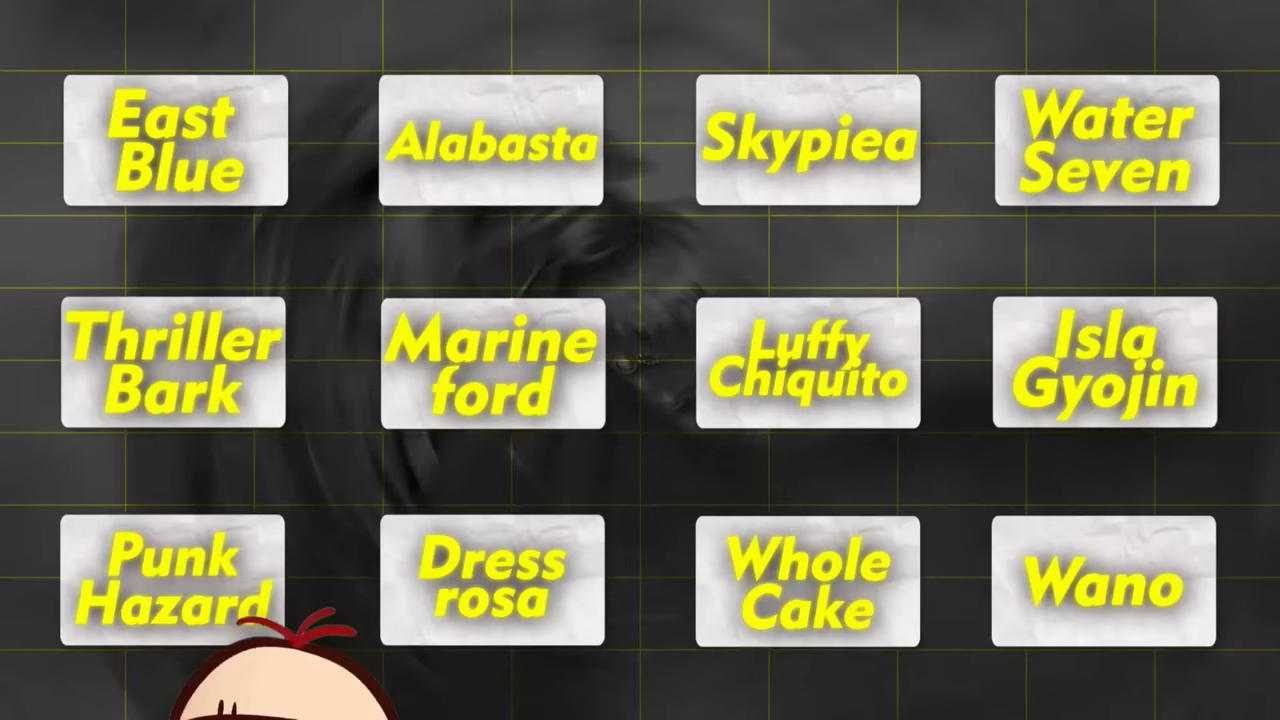 East
Blue
Alabasta
Skypiea
Water
Seven
Thriller
Bark
Marine
ford
Luffy
Chiquito
Isla
Gyojin
Punk
Hazard
Dress
rosa
Whole
Cake
Wano